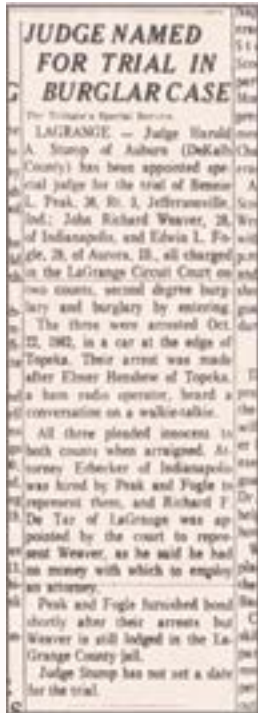 JUDGE NAMED
FOR TRIAL IN
BURGLAR CASE
The Tribune's Special Service
LAGRANGE — Judge Harold
A. Stump of Auburn (DeKalb
County) has been appointed spe-
cial judge for the trial of Bennie
L. Peak, 36, Rt. 3, Jeffersonville,
Ind.; John Richard Weaver, 28,
of Indianapolis, and Edwin L. Fo-
gle, 29, of Aurora, Ill., all charged
in the LaGrange Circuit Court on
two counts, second degree burg-
lary and burglary by entering.
The three were arrested Oct.
22, 1962, in a car at the edge of
Topeka. Their arrest was made
after Elmer Henshew of Topeka,
a ham radio operator, heard a
conversation on a walkie-talkie.
All three pleaded innocent to
both counts when arraigned. At-
torney Erbecker of Indianapolis
was hired by Peak and Fogle to
represent them, and Richard F.
De Tar of LaGrange was ap-
pointed by the court to repre-
sent Weaver, as he said he had
no money with which to employ
an attorney.
Peak and Fogle furnished bond
shortly after their arrests but
Weaver is still lodged in the La-
Grange County jail.
Judge Stump has not set a date
for the trial.